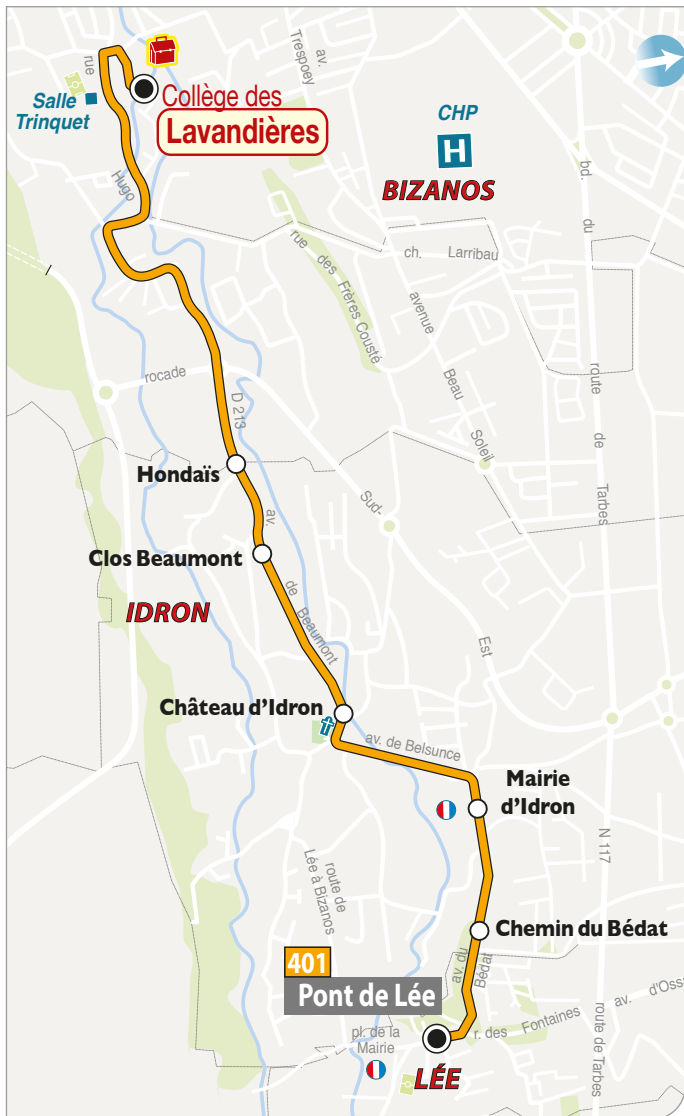 rue
Salle
Trinquet
Collège des
Lavandières
av.
Trespoey
CHP
H
BIZANOS
bd.
du
Hugo
rue
des
Frères Cousté
ch.
Larribau
avenue
Beau
Soleil
route
de
Tarbes
rocade
D 213
Hondaïs
Sud-
av.
Clos Beaumont
de
Beaumont
IDRON
Est
Château d'Idron
av. de Belsunce
Mairie
d'Idron
N 117
route de
Lée à Bizanos
Chemin du Bédat
av. du
Bédat
401
Pont de Lée
pl. de la
Mairie
r. des
Fontaines
av.
d'Oss
route de Tarbes
LÉE